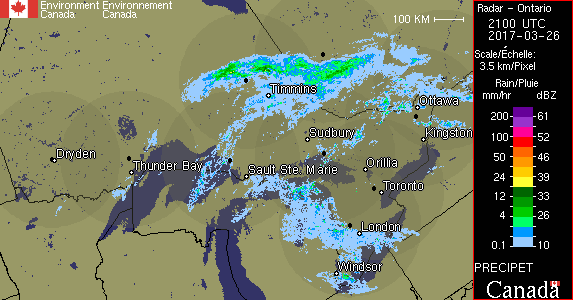 Environment Environnement
Canada Canada
100 KM
Timmins
Ottawa
Sudbury
Kingston
Dryden
Thunder Bay
Sault Ste. Marie
Orillia
Toronto
London
Windsor
Radar - Ontario
2100 UTC
2017-03-26
Scale/Échelle:
3.5 km/Pixel
Rain/Pluie
mm/hr dBZ
200 61
100 52
50 46
24 39
12 33
4 26
0.1 10
PRECIPET
Canada